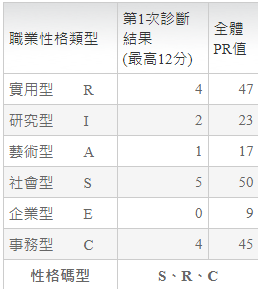 職業性格類型 第1次診斷結果(最高12分) 全體PR值
實用型 R 4 47
研究型 I 2 23
藝術型 A 1 17
社會型 S 5 50
企業型 E 0 9
事務型 C 4 45
性格碼型 S、R、C